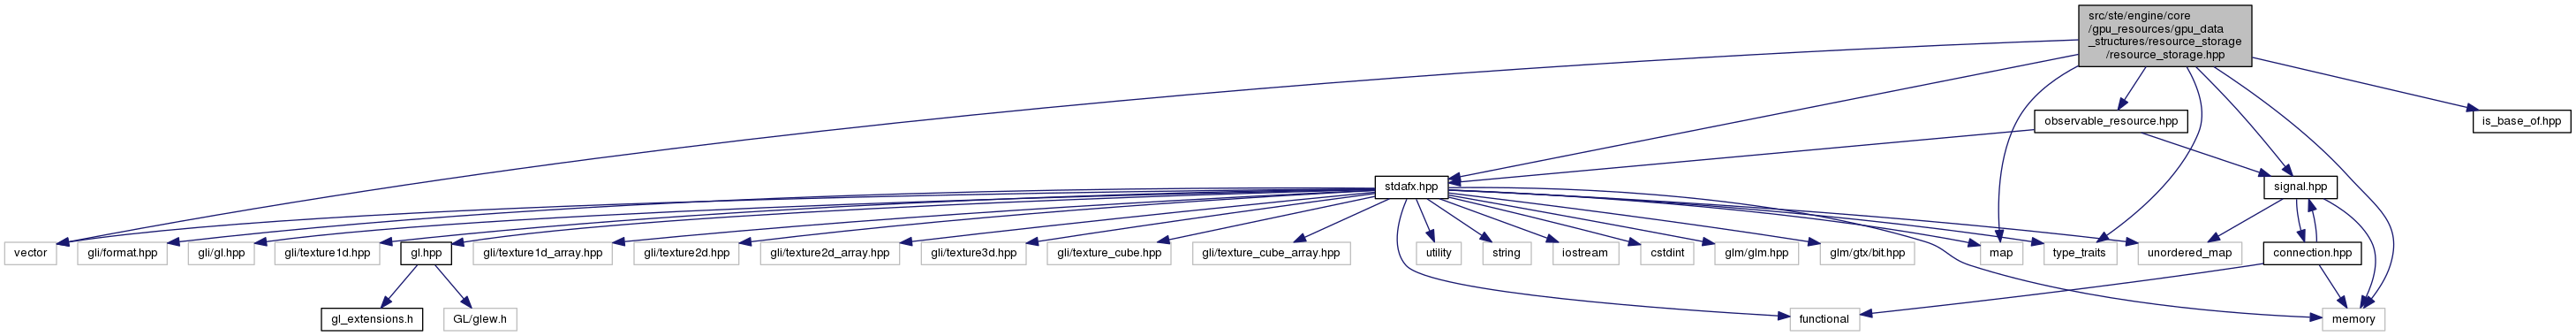 src/ste/engine/core
/gpu_resources/gpu_data
_structures/resource_storage
/resource_storage.hpp
observable_resource.hpp
is_base_of.hpp
stdafx.hpp
signal.hpp
vector
gli/format.hpp
gli/gl.hpp
gli/texture1d.hpp
gl.hpp
gli/texture1d_array.hpp
gli/texture2d.hpp
gli/texture2d_array.hpp
gli/texture3d.hpp
gli/texture_cube.hpp
gli/texture_cube_array.hpp
utility
string
iostream
cstdint
glm/glm.hpp
glm/gtx/bit.hpp
map
type_traits
unordered_map
connection.hpp
gl_extensions.h
GL/glew.h
functional
memory